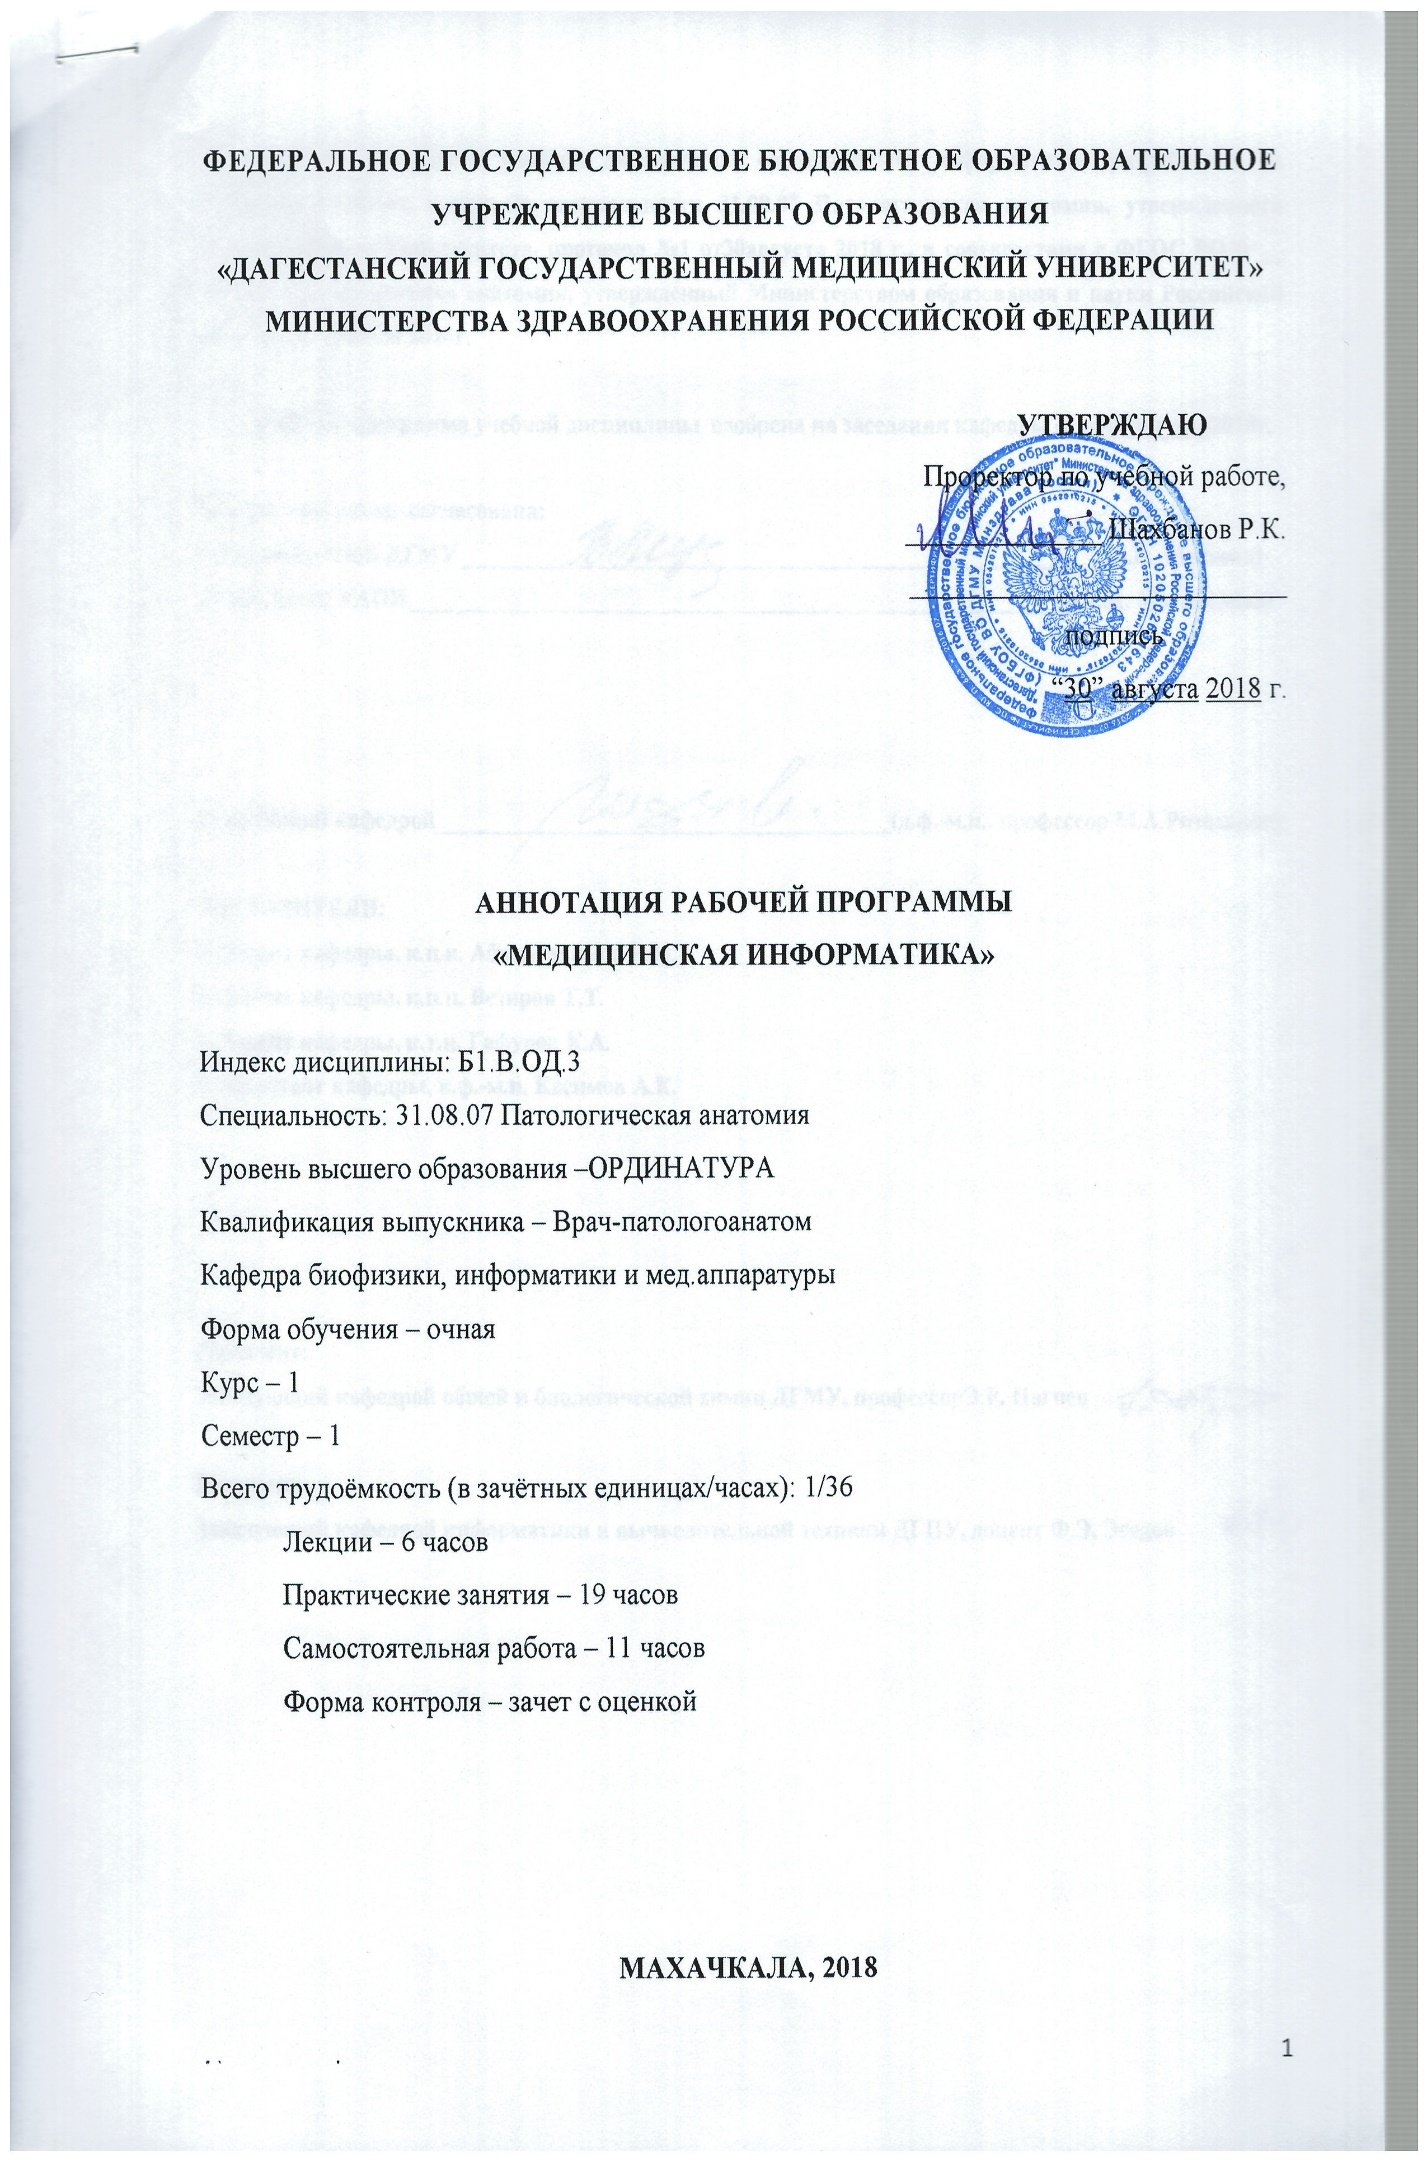 ФЕДЕРАЛЬНОЕ ГОСУДАРСТВЕННОЕ БЮДЖЕТНОЕ ОБРАЗОВАТЕЛЬНОЕ
УЧРЕЖДЕНИЕ ВЫСШЕГО ОБРАЗОВАНИЯ
«ДАГЕСТАНСКИЙ ГОСУДАРСТВЕННЫЙ МЕДИЦИНСКИЙ УНИВЕРСИТЕТ»
МИНИСТЕРСТВА ЗДРАВООХРАНЕНИЯ РОССИЙСКОЙ ФЕДЕРАЦИИ
УТВЕРЖДАЮ
Проректор по учебной работе,
Шахбанов Р.К.
подпись
“30” августа 2018 г.
АННОТАЦИЯ РАБОЧЕЙ ПРОГРАММЫ
«МЕДИЦИНСКАЯ ИНФОРМАТИКА»
Индекс дисциплины: Б1.В.ОД.3
Специальность: 31.08.07 Патологическая анатомия
Уровень высшего образования –ОРДИНАТУРА
Квалификация выпускника – Врач-патологоанатом
Кафедра биофизики, информатики и мед.аппаратуры
Форма обучения – очная
Курс – 1
Семестр – 1
Всего трудоёмкость (в зачётных единицах/часах): 1/36
Лекции – 6 часов
Практические занятия – 19 часов
Самостоятельная работа – 11 часов
Форма контроля – зачет с оценкой
МАХАЧКАЛА, 2018
1